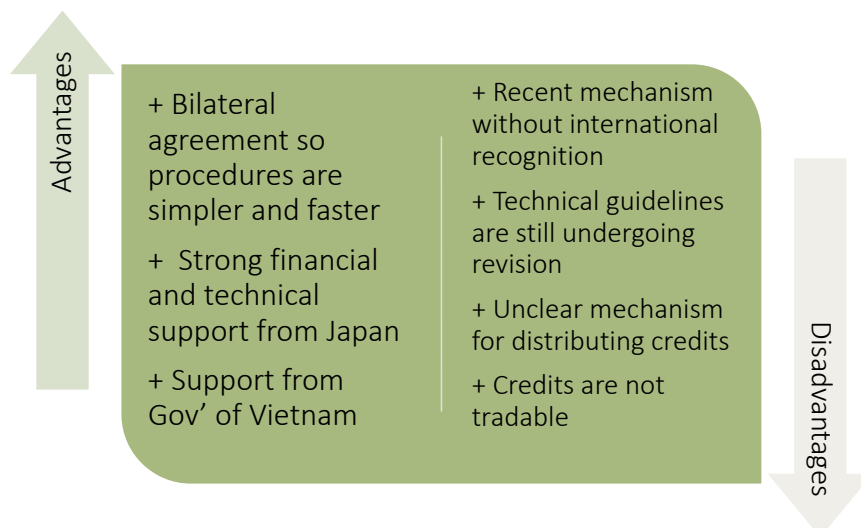 Advantages
+ Bilateral
agreement so
procedures are
simpler and faster
+ Strong financial
and technical
support from Japan
+ Support from
Gov’ of Vietnam
+ Recent mechanism
without international
recognition
+ Technical guidelines
are still undergoing
revision
+ Unclear mechanism
for distributing credits
+ Credits are not
tradable
Disadvantages